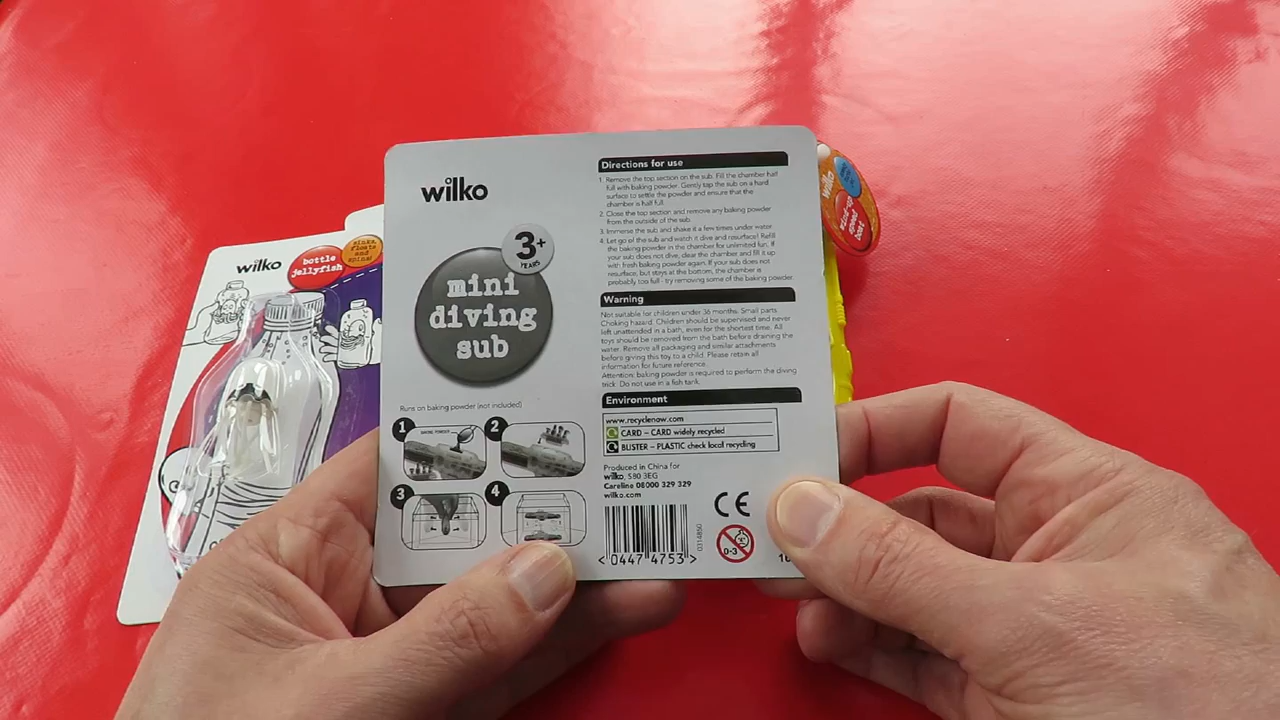 wilko
3+
YEARS
mini
diving
sub
Runs on baking powder (not included)
1
BAKING POWDER
2
3
4
Directions for use
1. Remove the top section on the sub. Fill the chamber half
full with baking powder. Gently tap the sub on a hard
surface to settle the powder and ensure that the
chamber is half full.
2. Close the top section and remove any baking powder
from the outside of the sub.
3. Immerse the sub and shake it a few times under water.
4. Let go of the sub and watch it dive and resurface! Refill
the baking powder in the chamber for unlimited fun. If
your sub does not dive, clear the chamber and fill it up
with fresh baking powder again. If your sub does not
resurface, but stays at the bottom, the chamber is
probably too full - try removing some of the baking powder.
Warning
Not suitable for children under 36 months. Small parts.
Choking hazard. Children should be supervised and never
left unattended in a bath, even for the shortest time. All
toys should be removed from the bath before draining the
water. Remove all packaging and similar attachments
before giving this toy to a child. Please retain all
information for future reference.
Attention: baking powder is required to perform the diving
trick. Do not use in a fish tank.
Environment
www.recyclenow.com
CARD – CARD widely recycled
BLISTER – PLASTIC check local recycling
Produced in China for
wilko, S80 3EG
Careline 08000 329 329
wilko.com
<0447 4753>
0314850
CE
0-3
wilko
bottle
jellyfish
sinks,
floats
and
spins!
wilko
wind-up
speed
boat